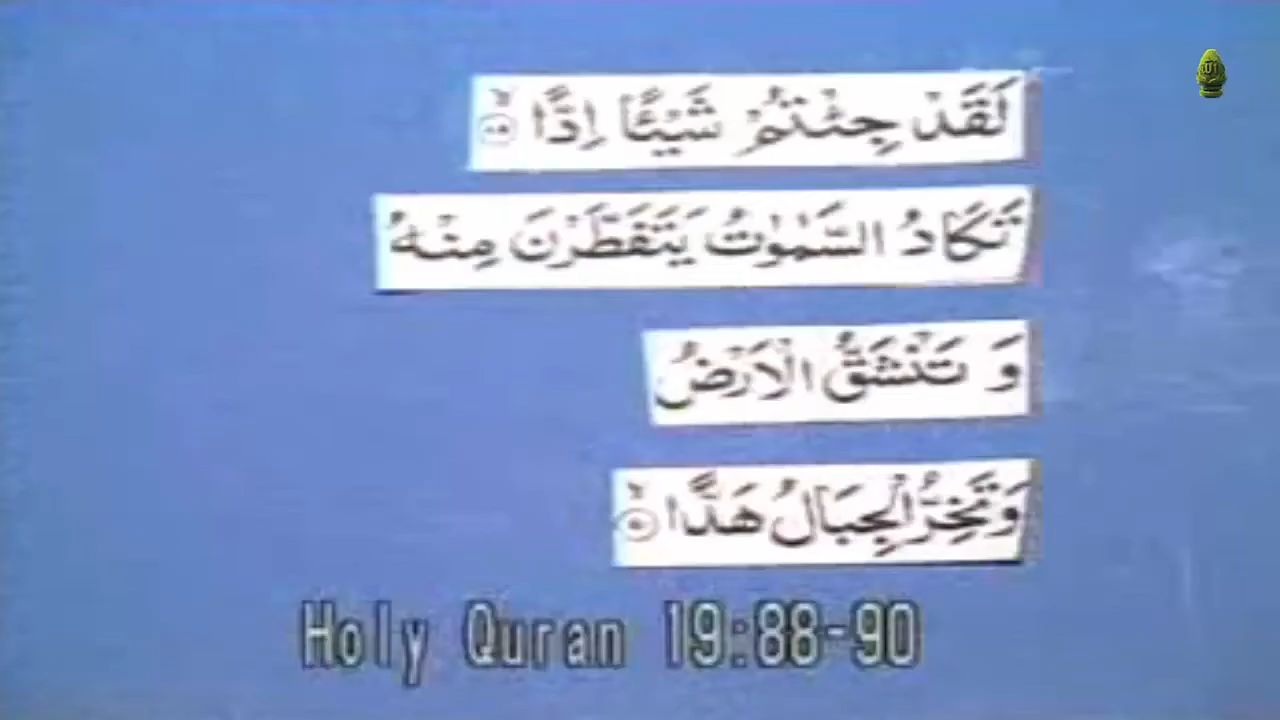 لَقَدْ جِئْتُمْ شَيْئًا اِدًّا
تَكَادُ السَّمٰوٰتُ يَتَفَطَّرْنَ مِنْهُ
وَ تَنْشَقُّ الْاَرْضُ
وَتَخِرُّ الْجِبَالُ هَدًّا
Holy Quran 19:88-90